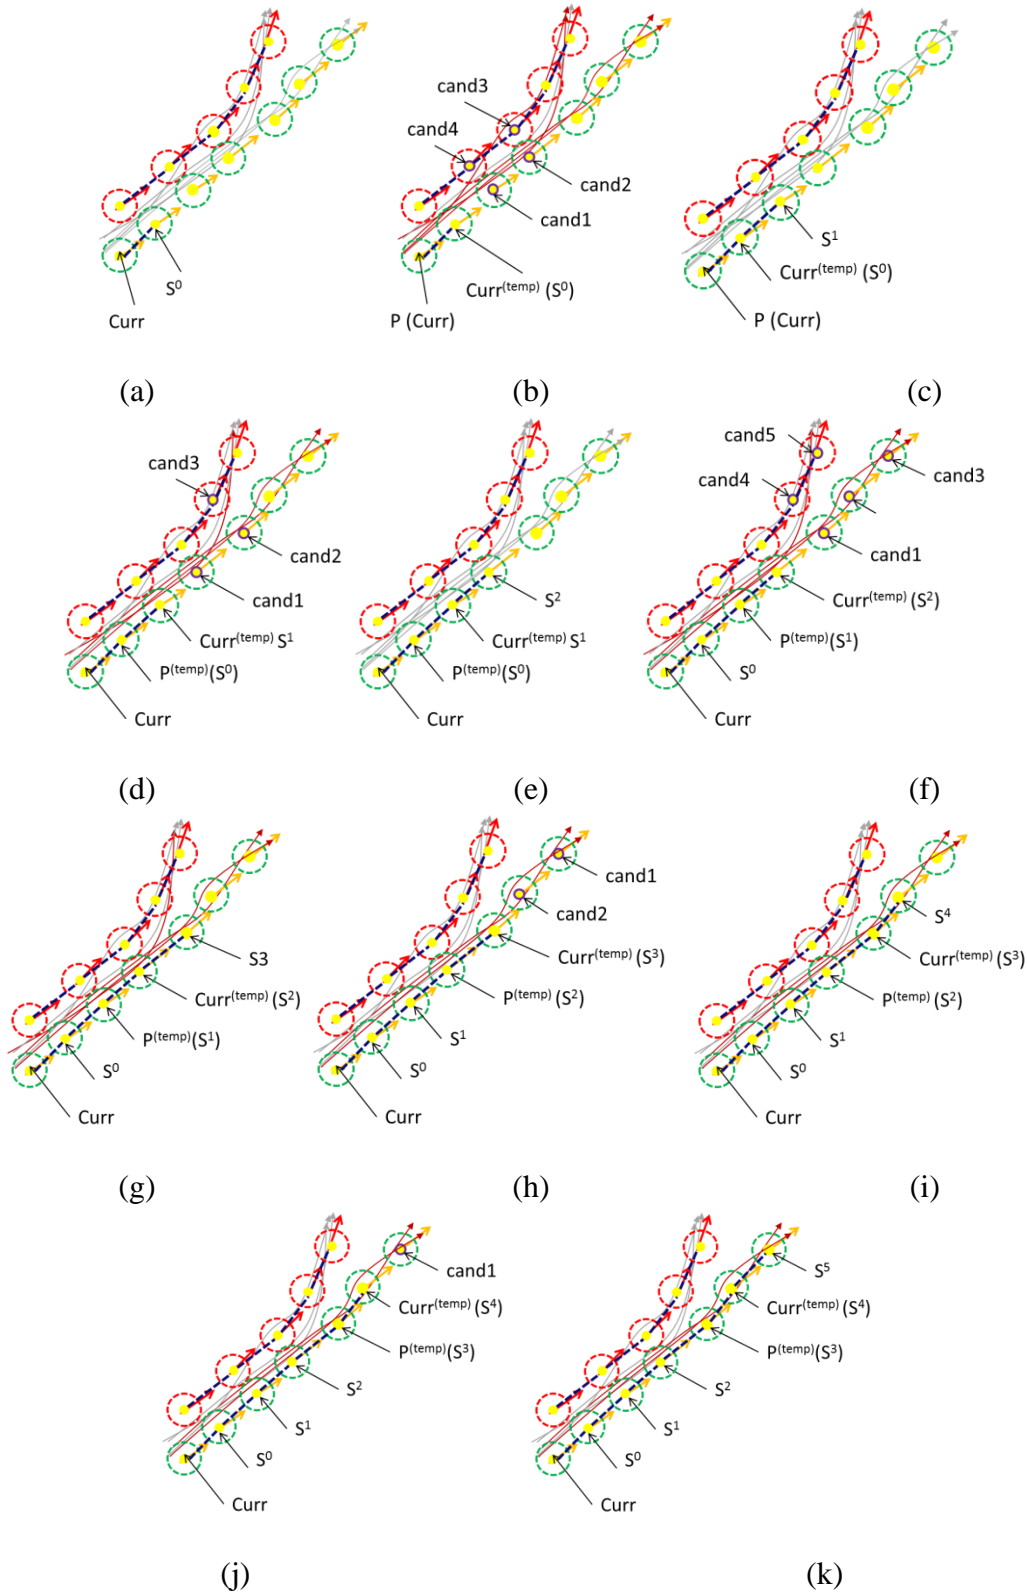 S⁰
Curr
(a)
cand3
cand4
cand2
cand1
Curr⁽ᵗᵉᵐᵖ⁾ (S⁰)
P (Curr)
(b)
S¹
Curr⁽ᵗᵉᵐᵖ⁾ (S⁰)
P (Curr)
(c)
cand3
cand2
cand1
Curr⁽ᵗᵉᵐᵖ⁾ S¹
P⁽ᵗᵉᵐᵖ⁾(S⁰)
Curr
(d)
S²
Curr⁽ᵗᵉᵐᵖ⁾ S¹
P⁽ᵗᵉᵐᵖ⁾(S⁰)
Curr
(e)
cand5
cand4
cand3
cand1
Curr⁽ᵗᵉᵐᵖ⁾ (S²)
P⁽ᵗᵉᵐᵖ⁾(S¹)
S⁰
Curr
(f)
S3
Curr⁽ᵗᵉᵐᵖ⁾ (S²)
P⁽ᵗᵉᵐᵖ⁾(S¹)
S⁰
Curr
(g)
cand1
cand2
Curr⁽ᵗᵉᵐᵖ⁾ (S³)
P⁽ᵗᵉᵐᵖ⁾ (S²)
S¹
S⁰
Curr
(h)
S⁴
Curr⁽ᵗᵉᵐᵖ⁾ (S³)
P⁽ᵗᵉᵐᵖ⁾ (S²)
S¹
S⁰
Curr
(i)
cand1
Curr⁽ᵗᵉᵐᵖ⁾ (S⁴)
P⁽ᵗᵉᵐᵖ⁾(S³)
S²
S¹
S⁰
Curr
(j)
S⁵
Curr⁽ᵗᵉᵐᵖ⁾ (S⁴)
P⁽ᵗᵉᵐᵖ⁾(S³)
S²
S¹
S⁰
Curr
(k)